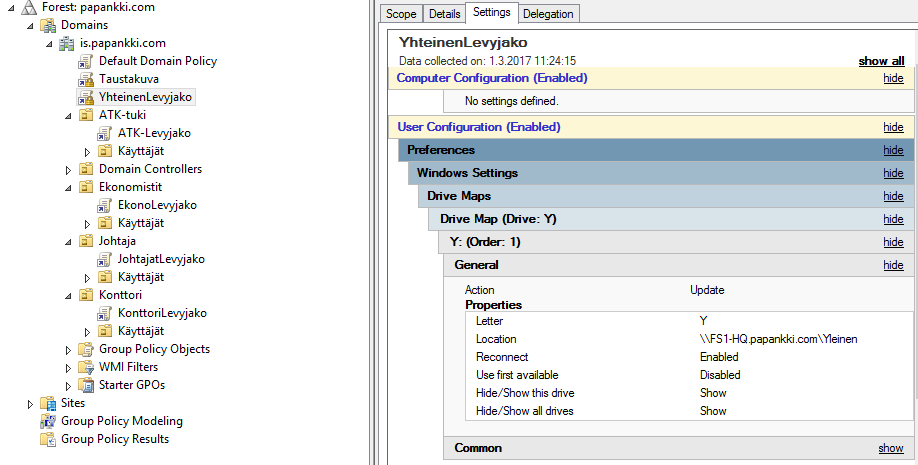 Forest: papankki.com
Domains
is.papankki.com
Default Domain Policy
Taustakuva
YhteinenLevyjako
ATK-tuki
ATK-Levyjako
Käyttäjät
Domain Controllers
Ekonomistit
EkonoLevyjako
Käyttäjät
Johtaja
JohtajatLevyjako
Käyttäjät
Konttori
KonttoriLevyjako
Käyttäjät
Group Policy Objects
WMI Filters
Starter GPOs
Sites
Group Policy Modeling
Group Policy Results
Scope Details Settings Delegation
YhteinenLevyjako
Data collected on: 1.3.2017 11:24:15 show all
Computer Configuration (Enabled) hide
No settings defined.
User Configuration (Enabled) hide
Preferences hide
Windows Settings hide
Drive Maps hide
Drive Map (Drive: Y) hide
Y: (Order: 1) hide
General hide
Action Update
Properties
Letter Y
Location \\FS1-HQ.papankki.com\Yleinen
Reconnect Enabled
Use first available Disabled
Hide/Show this drive Show
Hide/Show all drives Show
Common show